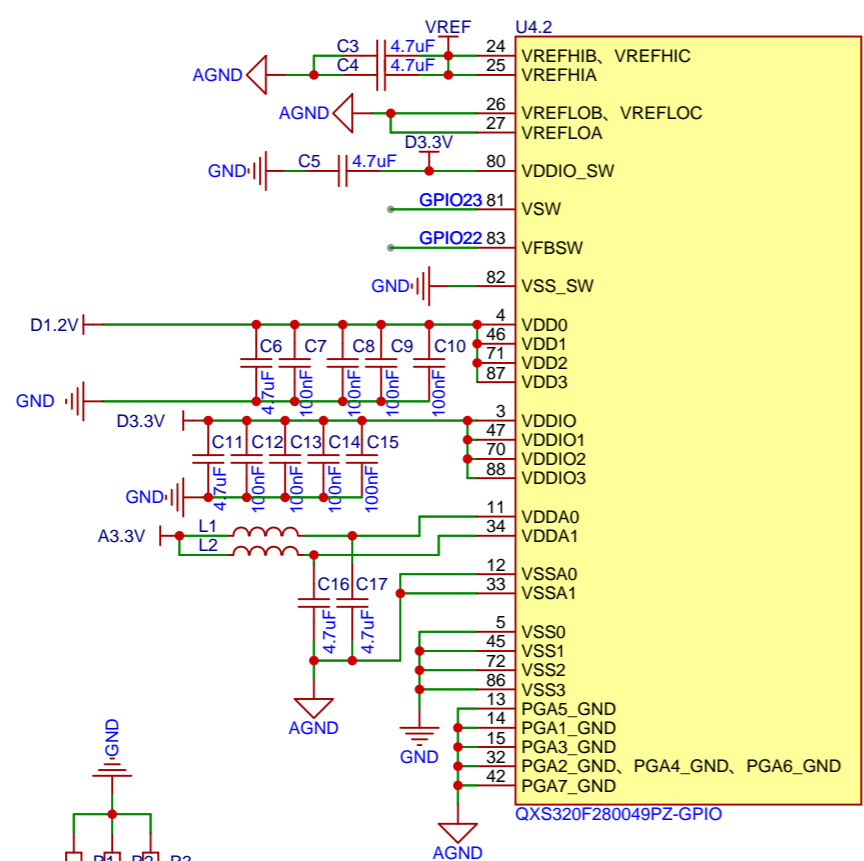 VREF U4.2
C3 4.7uF 24 VREFHIB、VREFHIC
AGND C4 4.7uF 25 VREFHIA
AGND 26 VREFLOB、VREFLOC
27 VREFLOA
D3.3V
GND C5 4.7uF 80 VDDIO_SW
GPIO23 81 VSW
GPIO22 83 VFBSW
GND 82 VSS_SW
D1.2V 4 VDD0
C6 C7 C8 C9 C10 46 VDD1
71 VDD2
4.7uF 100nF 100nF 100nF 100nF 87 VDD3
GND
D3.3V 3 VDDIO
C11 C12 C13 C14 C15 47 VDDIO1
70 VDDIO2
4.7uF 100nF 100nF 100nF 100nF 88 VDDIO3
GND
11 VDDA0
A3.3V L1 34 VDDA1
L2
12 VSSA0
C16 C17 33 VSSA1
4.7uF 4.7uF
5 VSS0
45 VSS1
72 VSS2
86 VSS3
13 PGA5_GND
AGND 14 PGA1_GND
GND 15 PGA3_GND
GND 32 PGA2_GND、PGA4_GND、PGA6_GND
42 PGA7_GND
QXS320F280049PZ-GPIO
AGND
R1 R2 R3